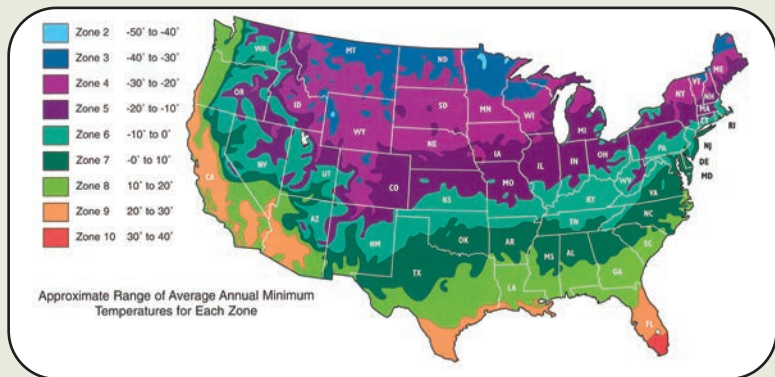 Zone 2 -50˚ to -40˚
Zone 3 -40˚ to -30˚
Zone 4 -30˚ to -20˚
Zone 5 -20˚ to -10˚
Zone 6 -10˚ to 0˚
Zone 7 -0˚ to 10˚
Zone 8 10˚ to 20˚
Zone 9 20˚ to 30˚
Zone 10 30˚ to 40˚
Approximate Range of Average Annual Minimum
Temperatures for Each Zone
WA
MT
ND
ME
VT
NH
OR
ID
SD
MN
WI
NY
MA
CT
RI
WY
MI
NE
IA
PA
NJ
DE
MD
NV
UT
CO
IL
IN
OH
WV
VA
CA
KS
MO
KY
NC
AZ
NM
OK
AR
TN
SC
TX
MS
AL
GA
LA
FL